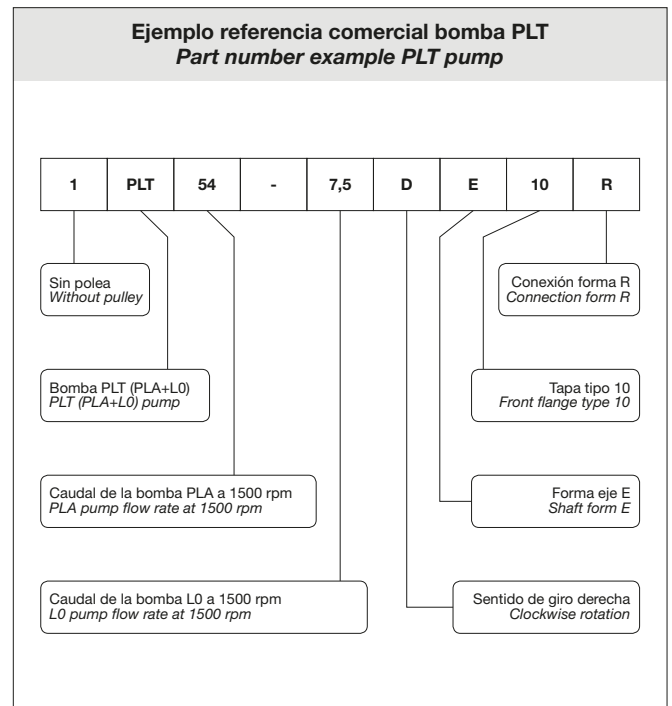 Ejemplo referencia comercial bomba PLT
Part number example PLT pump
1 PLT 54 - 7,5 D E 10 R
Sin polea
Without pulley
Conexión forma R
Connection form R
Bomba PLT (PLA+L0)
PLT (PLA+L0) pump
Tapa tipo 10
Front flange type 10
Caudal de la bomba PLA a 1500 rpm
PLA pump flow rate at 1500 rpm
Forma eje E
Shaft form E
Caudal de la bomba L0 a 1500 rpm
L0 pump flow rate at 1500 rpm
Sentido de giro derecha
Clockwise rotation